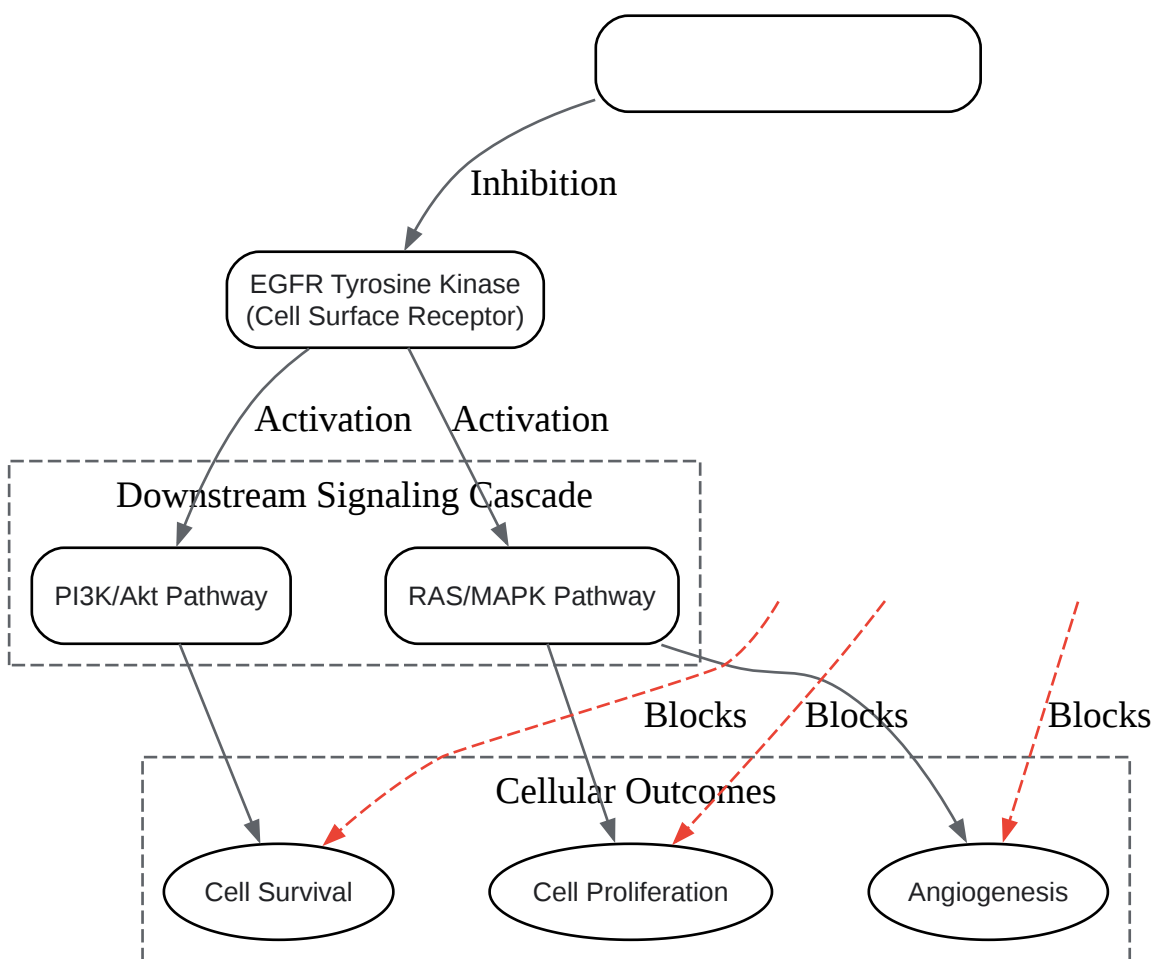 Inhibition
EGFR Tyrosine Kinase
(Cell Surface Receptor)
Activation
Activation
Downstream Signaling Cascade
PI3K/Akt Pathway
RAS/MAPK Pathway
Blocks
Blocks
Blocks
Cellular Outcomes
Cell Survival
Cell Proliferation
Angiogenesis